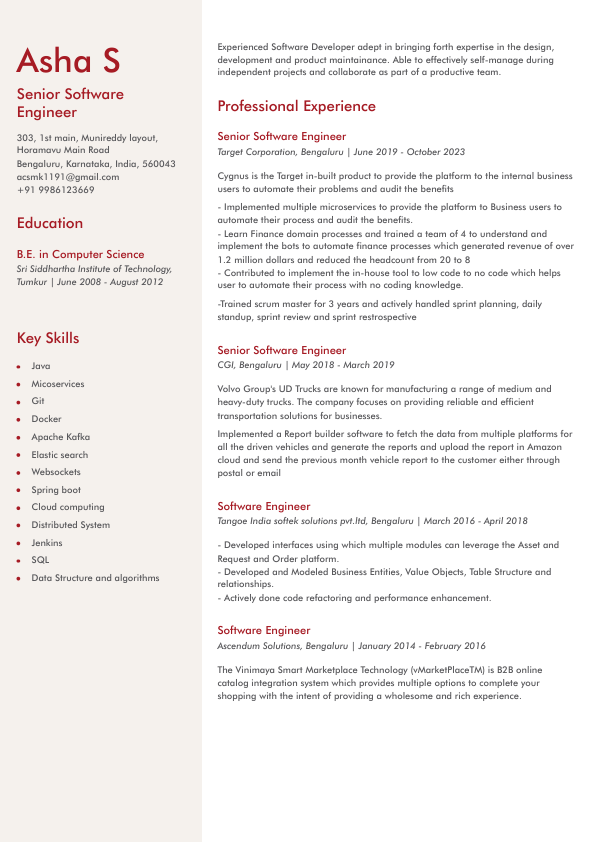 Asha S
Senior Software
Engineer
303, 1st main, Munireddy layout,
Horamavu Main Road
Bengaluru, Karnataka, India, 560043
acsmk1191@gmail.com
+91 9986123669
Education
B.E. in Computer Science
Sri Siddhartha Institute of Technology,
Tumkur | June 2008 - August 2012
Key Skills
Java
Micoservices
Git
Docker
Apache Kafka
Elastic search
Websockets
Spring boot
Cloud computing
Distributed System
Jenkins
SQL
Data Structure and algorithms
Experienced Software Developer adept in bringing forth expertise in the design,
development and product maintainance. Able to effectively self-manage during
independent projects and collaborate as part of a productive team.
Professional Experience
Senior Software Engineer
Target Corporation, Bengaluru | June 2019 - October 2023
Cygnus is the Target in-built product to provide the platform to the internal business
users to automate their problems and audit the benefits
- Implemented multiple microservices to provide the platform to Business users to
automate their process and audit the benefits.
- Learn Finance domain processes and trained a team of 4 to understand and
implement the bots to automate finance processes which generated revenue of over
1.2 million dollars and reduced the headcount from 20 to 8
- Contributed to implement the in-house tool to low code to no code which helps
user to automate their process with no coding knowledge.
-Trained scrum master for 3 years and actively handled sprint planning, daily
standup, sprint review and sprint restrospective
Senior Software Engineer
CGI, Bengaluru | May 2018 - March 2019
Volvo Group's UD Trucks are known for manufacturing a range of medium and
heavy-duty trucks. The company focuses on providing reliable and efficient
transportation solutions for businesses.
Implemented a Report builder software to fetch the data from multiple platforms for
all the driven vehicles and generate the reports and upload the report in Amazon
cloud and send the previous month vehicle report to the customer either through
postal or email
Software Engineer
Tangoe India softek solutions pvt.ltd, Bengaluru | March 2016 - April 2018
- Developed interfaces using which multiple modules can leverage the Asset and
Request and Order platform.
- Developed and Modeled Business Entities, Value Objects, Table Structure and
relationships.
- Actively done code refactoring and performance enhancement.
Software Engineer
Ascendum Solutions, Bengaluru | January 2014 - February 2016
The Vinimaya Smart Marketplace Technology (vMarketPlaceTM) is B2B online
catalog integration system which provides multiple options to complete your
shopping with the intent of providing a wholesome and rich experience.